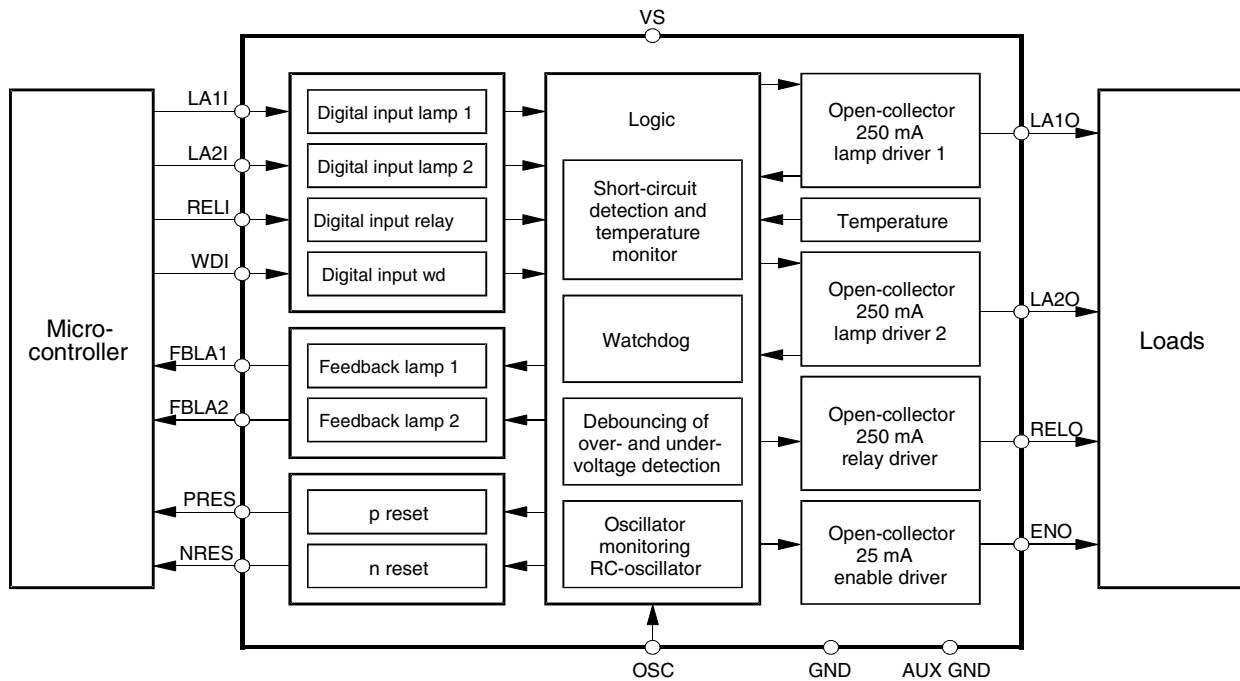 VS
Micro-
controller
LA1I
LA2I
RELI
WDI
FBLA1
FBLA2
PRES
NRES
Digital input lamp 1
Digital input lamp 2
Digital input relay
Digital input wd
Feedback lamp 1
Feedback lamp 2
p reset
n reset
Logic
Short-circuit
detection and
temperature
monitor
Watchdog
Debouncing of
over- and under-
voltage detection
Oscillator
monitoring
RC-oscillator
Open-collector
250 mA
lamp driver 1
Temperature
Open-collector
250 mA
lamp driver 2
Open-collector
250 mA
relay driver
Open-collector
25 mA
enable driver
LA1O
LA2O
RELO
ENO
Loads
OSC
GND
AUX GND